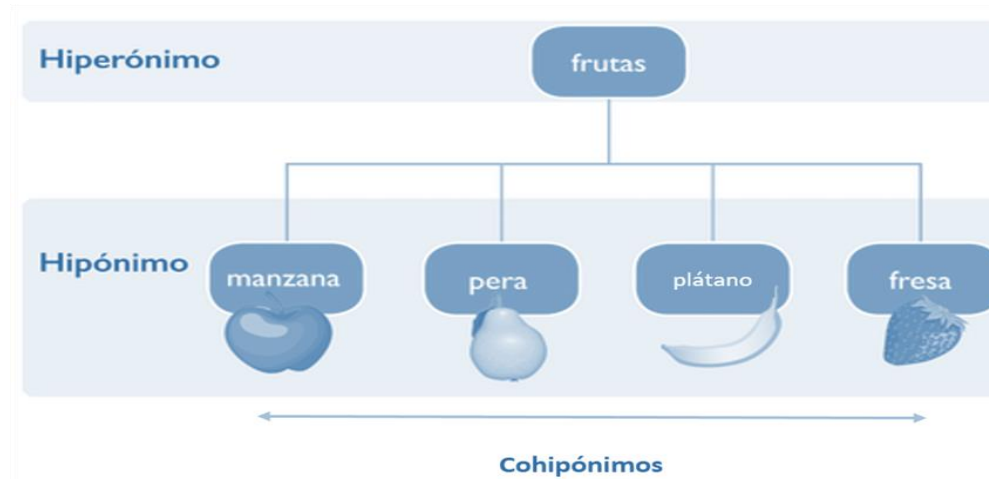 Hiperónimo
frutas
Hipónimo
manzana
pera
plátano
fresa
Cohipónimos